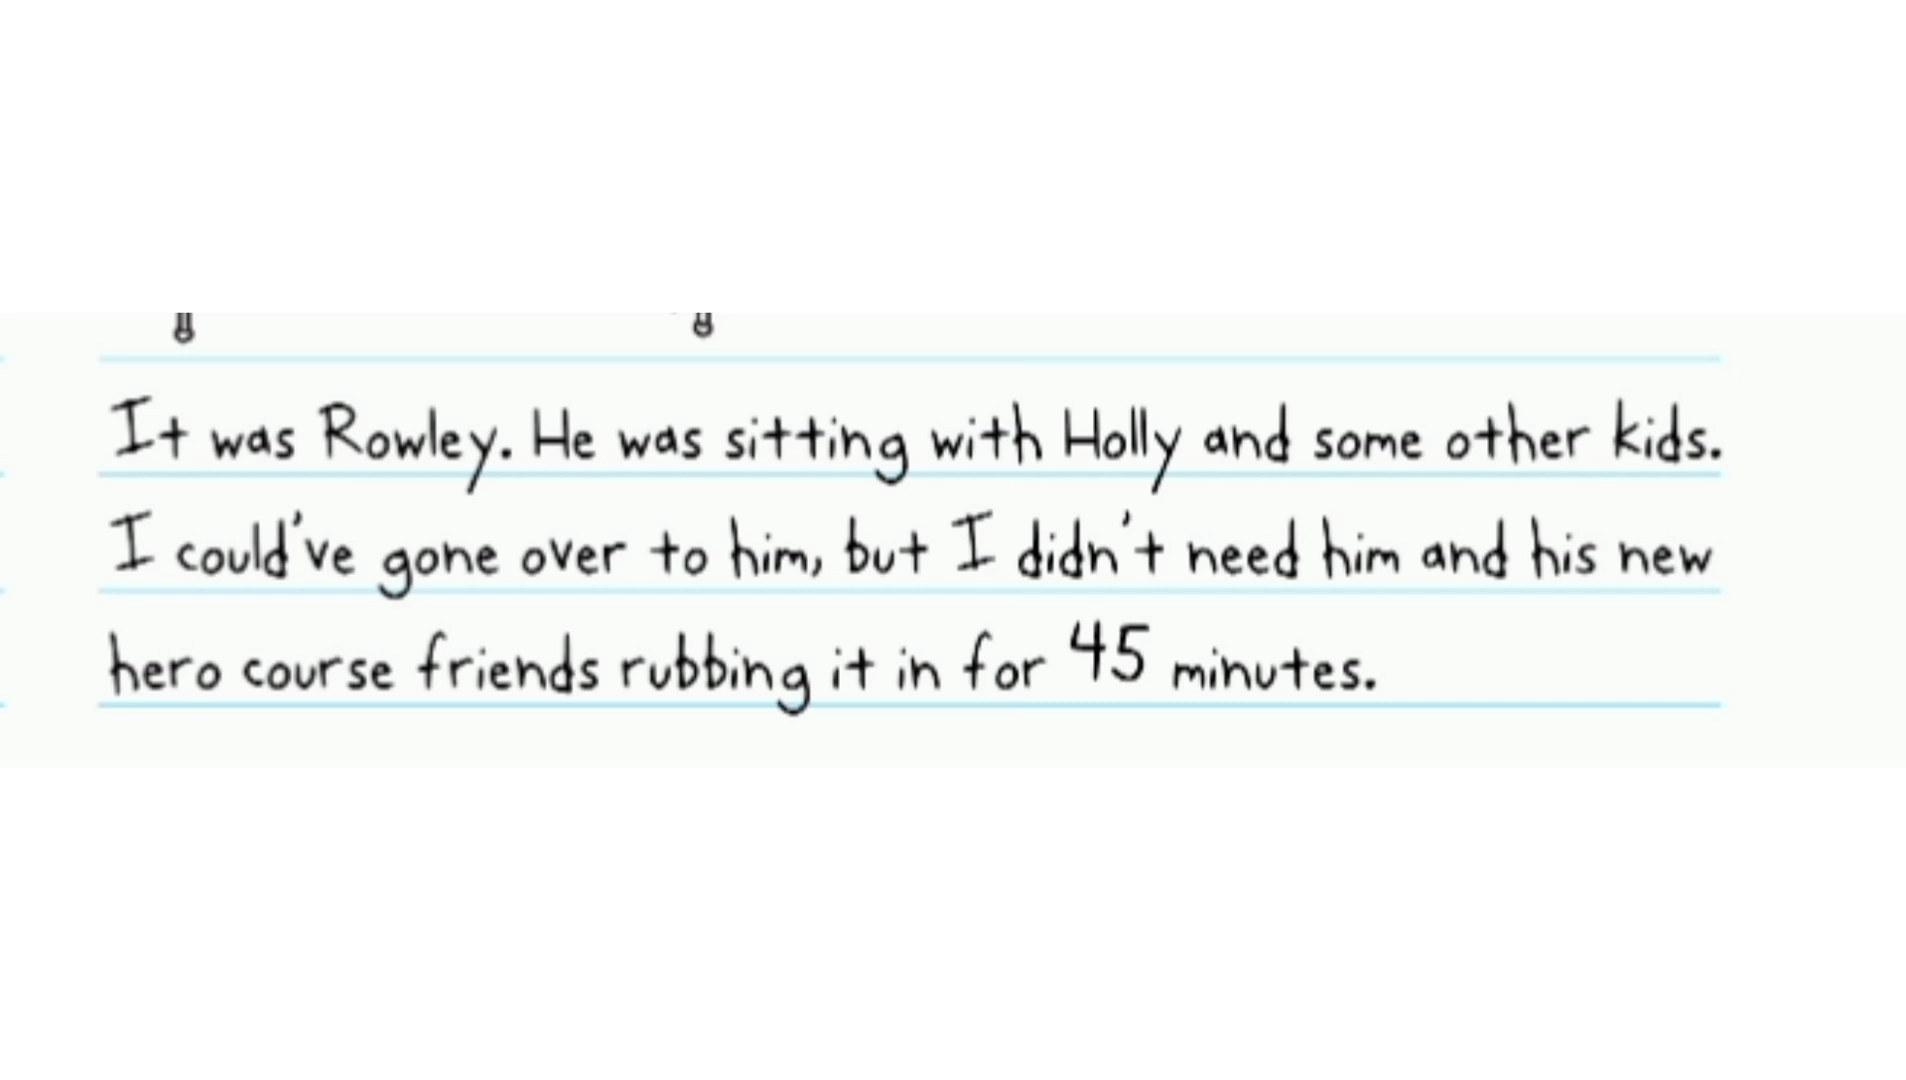 It was Rowley. He was sitting with Holly and some other kids.
I could've gone over to him, but I didn't need him and his new
hero course friends rubbing it in for 45 minutes.